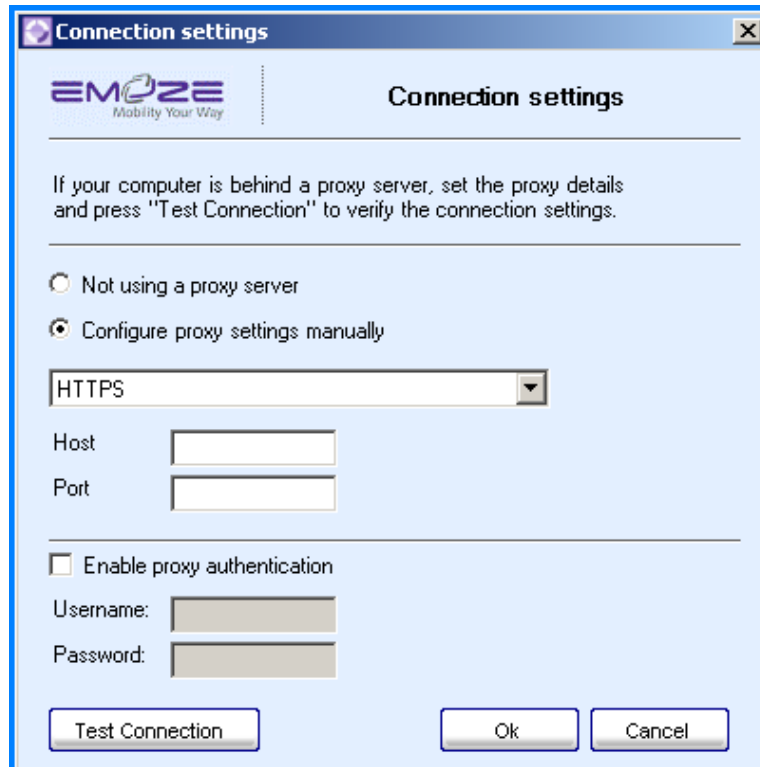 Connection settings
EMOZE
Mobility Your Way
Connection settings
If your computer is behind a proxy server, set the proxy details
and press "Test Connection" to verify the connection settings.
Not using a proxy server
Configure proxy settings manually
HTTPS
Host
Port
Enable proxy authentication
Username:
Password:
Test Connection Ok Cancel